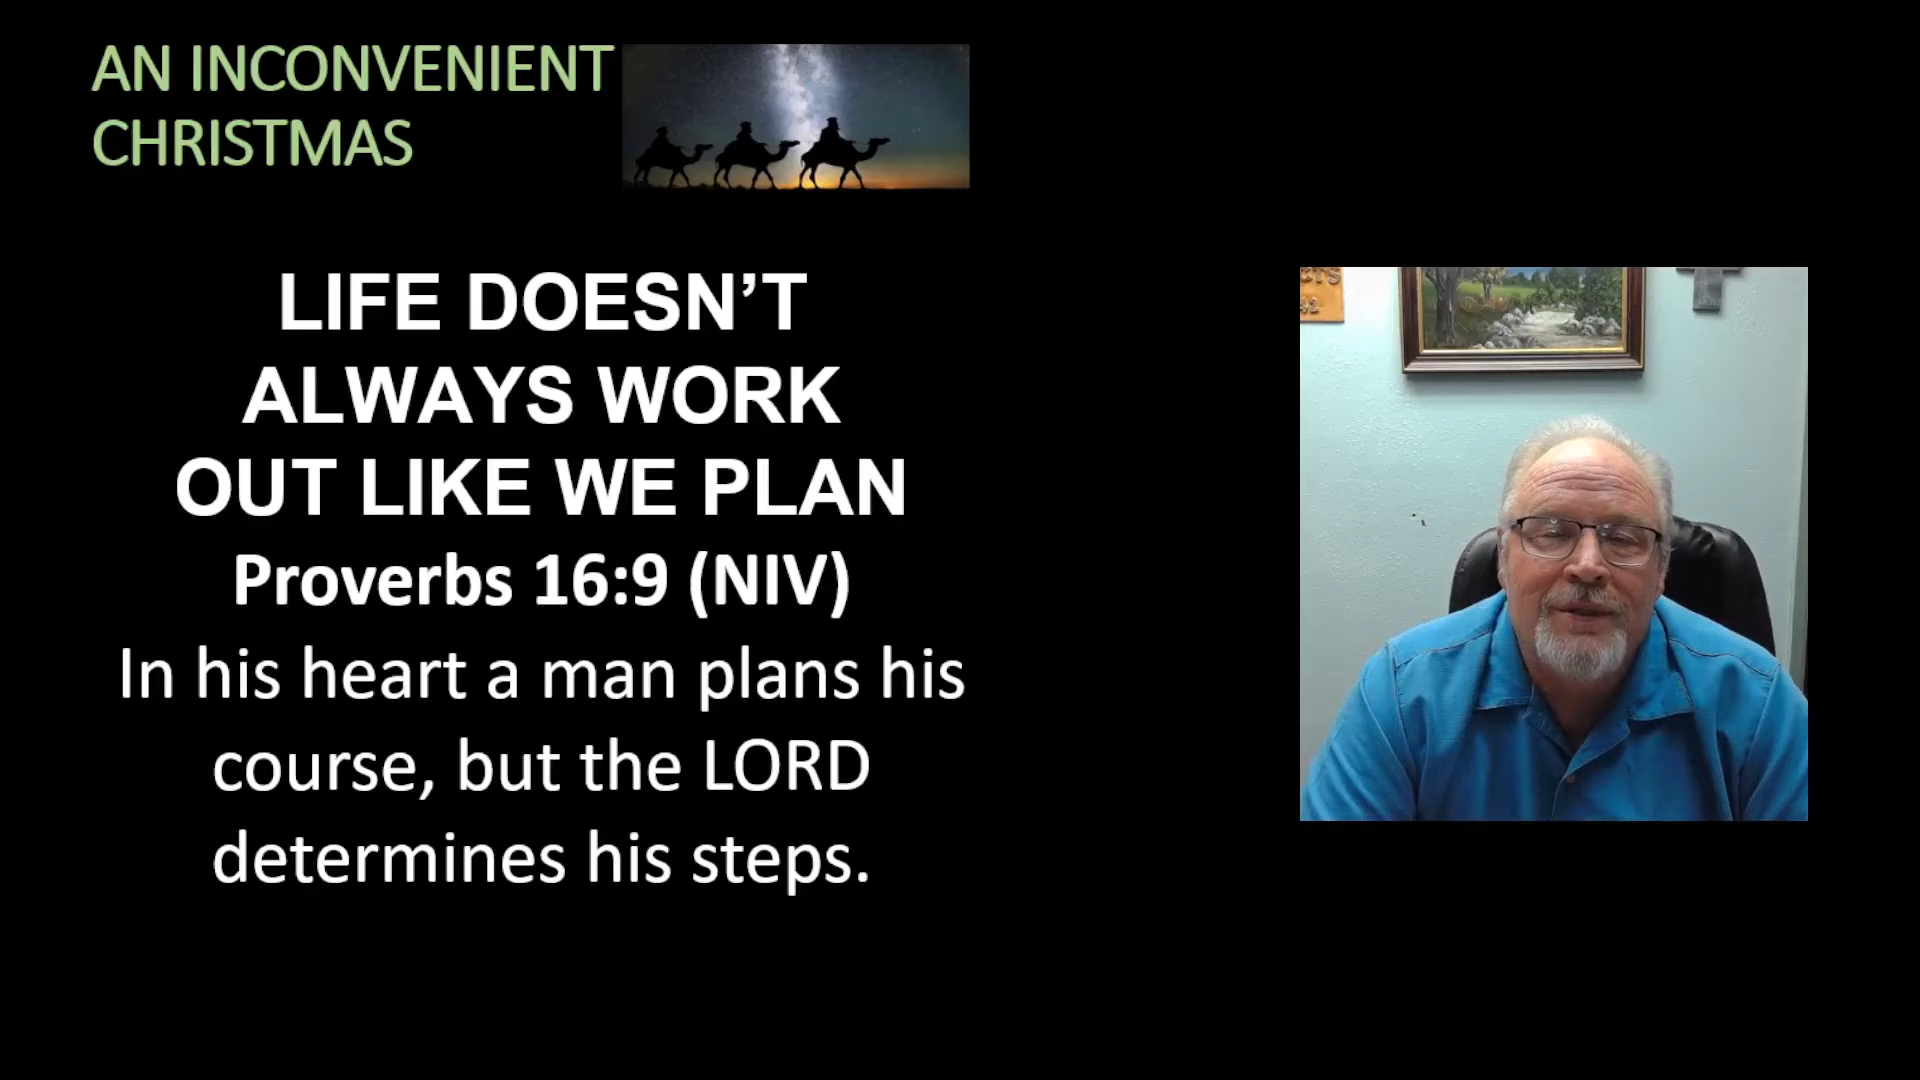 AN INCONVENIENT
CHRISTMAS
LIFE DOESN’T
ALWAYS WORK
OUT LIKE WE PLAN
Proverbs 16:9 (NIV)
In his heart a man plans his
course, but the LORD
determines his steps.